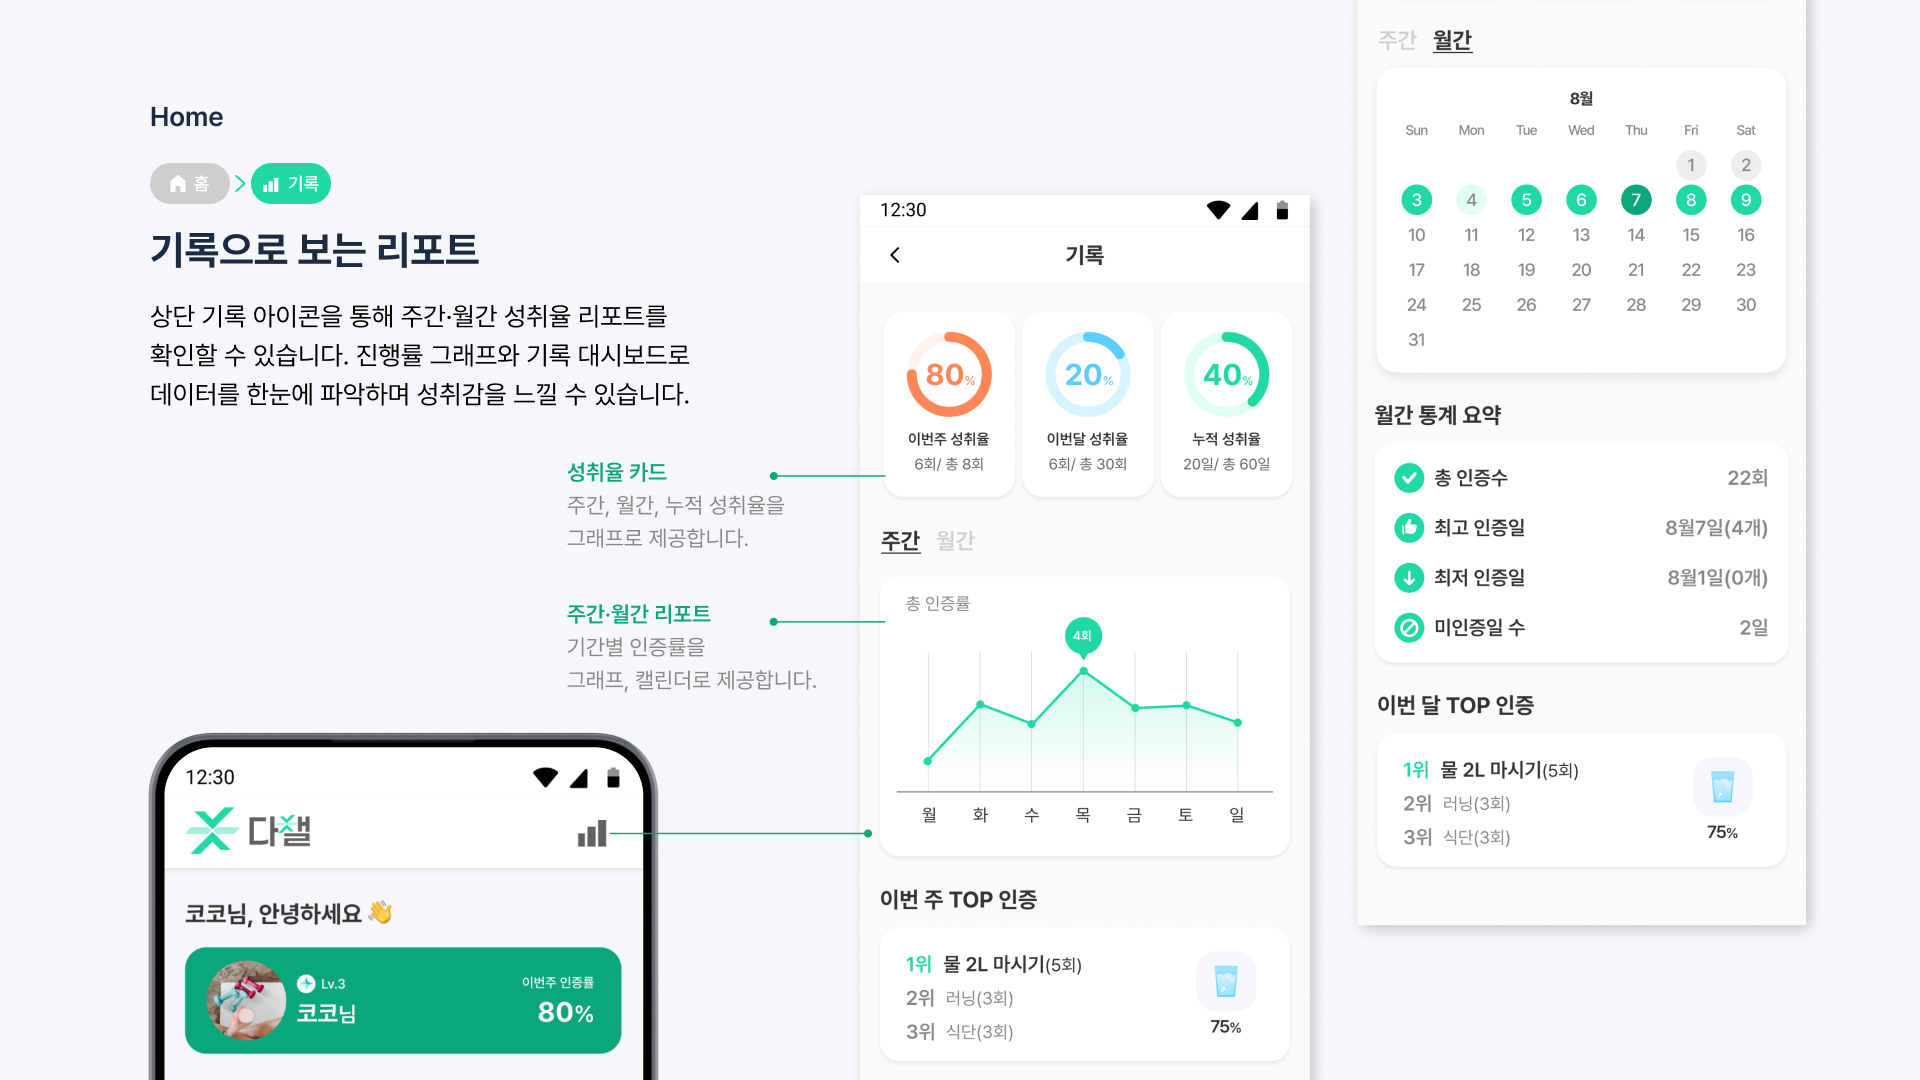 Home
홈
기록
기록으로 보는 리포트
상단 기록 아이콘을 통해 주간·월간 성취율 리포트를
확인할 수 있습니다. 진행률 그래프와 기록 대시보드로
데이터를 한눈에 파악하며 성취감을 느낄 수 있습니다.
성취율 카드
주간, 월간, 누적 성취율을
그래프로 제공합니다.
주간·월간 리포트
기간별 인증률을
그래프, 캘린더로 제공합니다.
12:30
다챌
코코님, 안녕하세요
Lv.3
코코님
이번주 인증률
80%
12:30
기록
80%
이번주 성취율
6회/ 총 8회
20%
이번달 성취율
6회/ 총 30회
40%
누적 성취율
20일/ 총 60일
주간 월간
총 인증률
4회
월 화 수 목 금 토 일
이번 주 TOP 인증
1위 물 2L 마시기(5회)
2위 러닝(3회)
3위 식단(3회)
75%
주간 월간
8월
Sun Mon Tue Wed Thu Fri Sat
1 2
3 4 5 6 7 8 9
10 11 12 13 14 15 16
17 18 19 20 21 22 23
24 25 26 27 28 29 30
31
월간 통계 요약
총 인증수 22회
최고 인증일 8월7일(4개)
최저 인증일 8월1일(0개)
미인증일 수 2일
이번 달 TOP 인증
1위 물 2L 마시기(5회)
2위 러닝(3회)
3위 식단(3회)
75%